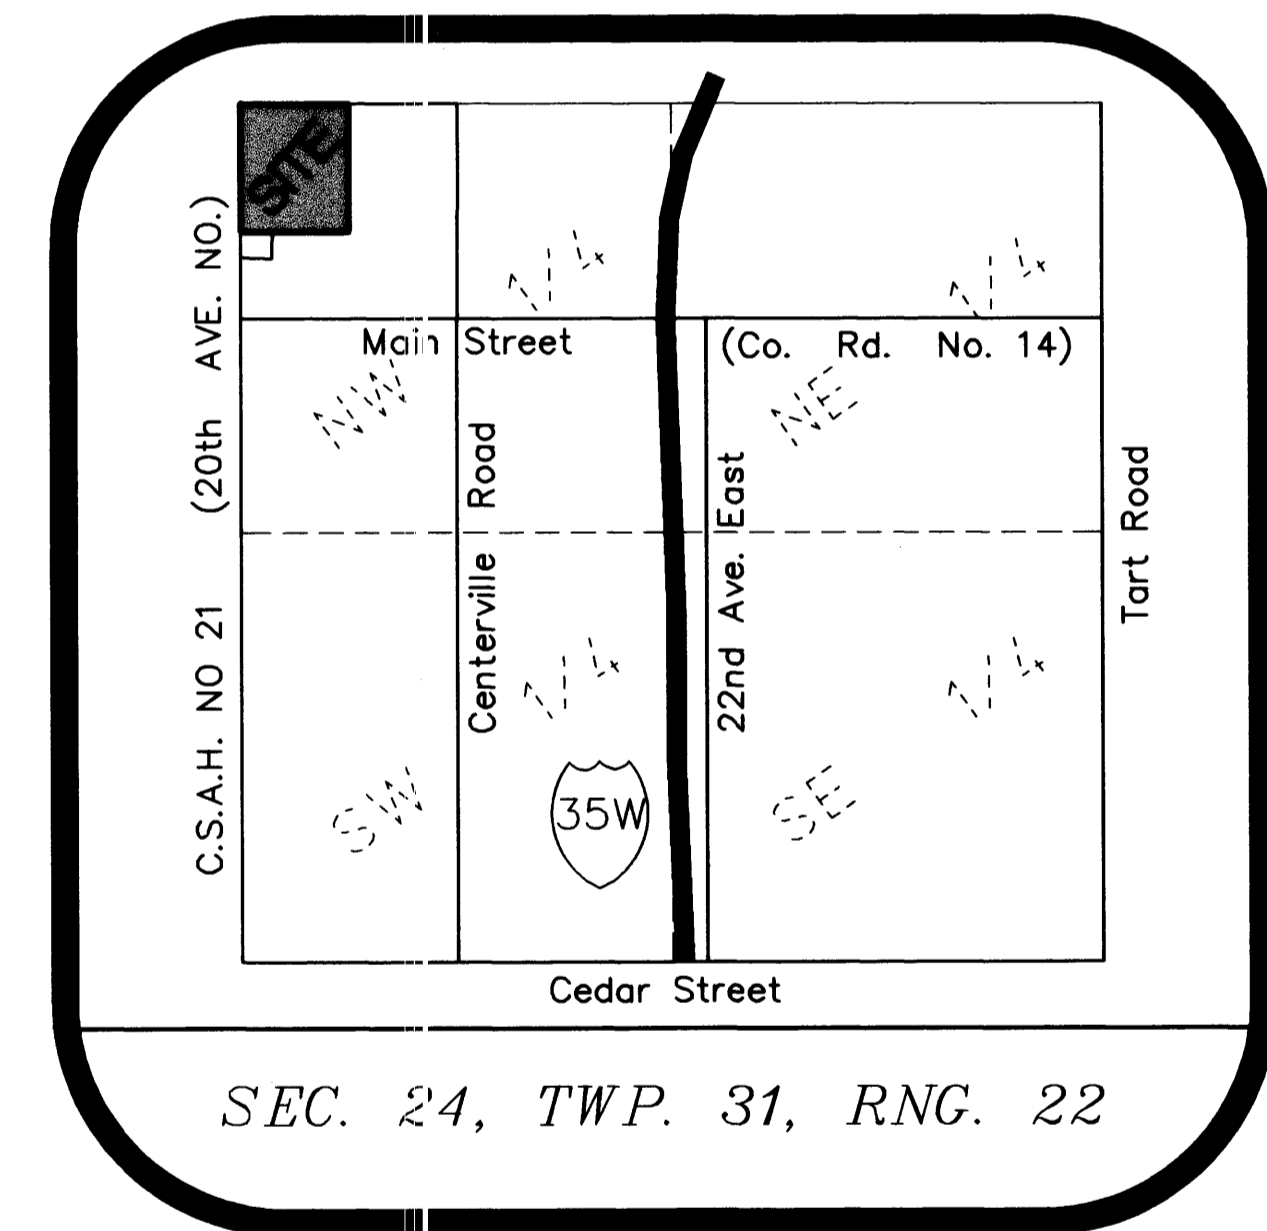 SITE
1/4
1/4
Main Street (Co. Rd. No. 14)
NW
NE
C.S.A.H. NO 21 (20th AVE. NO.)
Centerville Road
22nd Ave. East
Tart Road
1/4
1/4
SW
35W
SE
Cedar Street
SEC. 24, TWP. 31, RNG. 22